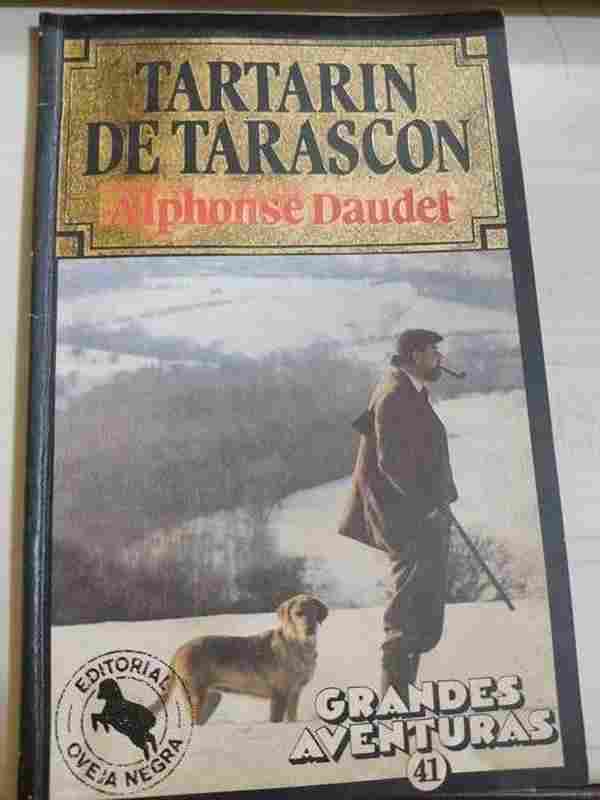 TARTARIN
DE TARASCON
Alphonse Daudet
EDITORIAL
OVEJA NEGRA
GRANDES
AVENTURAS
41